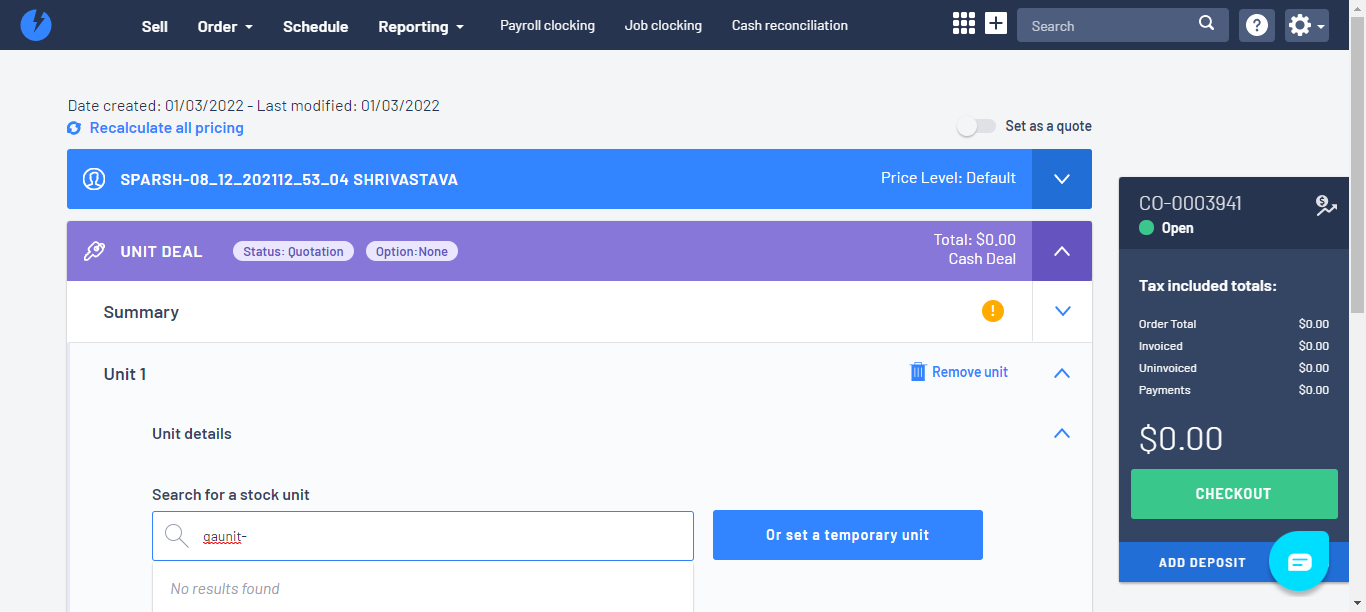 Sell Order Schedule Reporting Payroll clocking Job clocking Cash reconciliation Search ?
Date created: 01/03/2022 - Last modified: 01/03/2022
Recalculate all pricing
Set as a quote
SPARSH-08_12_202112_53_04 SHRIVASTAVA Price Level: Default
UNIT DEAL Status: Quotation Option:None Total: $0.00
Cash Deal
Summary !
Unit 1 Remove unit
Unit details
Search for a stock unit
qaunit-
Or set a temporary unit
No results found
CO-0003941
Open
Tax included totals:
Order Total $0.00
Invoiced $0.00
Uninvoiced $0.00
Payments $0.00
$0.00
CHECKOUT
ADD DEPOSIT